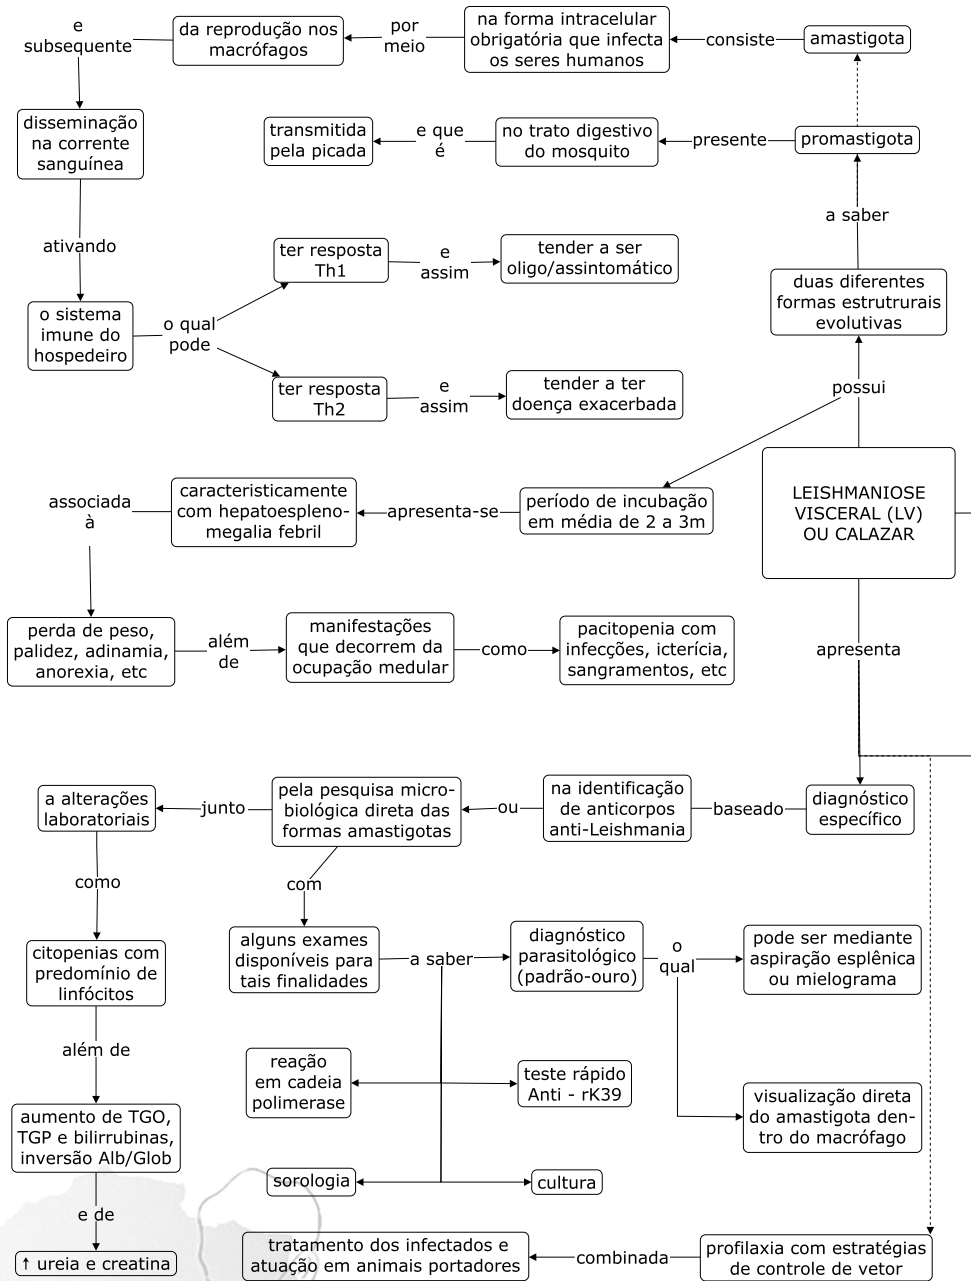 e
subsequente
da reprodução nos
macrófagos
por
meio
na forma intracelular
obrigatória que infecta
os seres humanos
consiste
amastigota
disseminação
na corrente
sanguínea
transmitida
pela picada
e que
é
no trato digestivo
do mosquito
presente
promastigota
a saber
ativando
ter resposta
Th1
e
assim
tender a ser
oligo/assintomático
duas diferentes
formas estrutrurais
evolutivas
o sistema
imune do
hospedeiro
o qual
pode
ter resposta
Th2
e
assim
tender a ter
doença exacerbada
possui
LEISHMANIOSE
VISCERAL (LV)
OU CALAZAR
associada
à
caracteristicamente
com hepatoespleno-
megalia febril
apresenta-se
período de incubação
em média de 2 a 3m
perda de peso,
palidez, adinamia,
anorexia, etc
além
de
manifestações
que decorrem da
ocupação medular
como
pacitopenia com
infecções, icterícia,
sangramentos, etc
apresenta
a alterações
laboratoriais
junto
pela pesquisa micro-
biológica direta das
formas amastigotas
ou
na identificação
de anticorpos
anti-Leishmania
baseado
diagnóstico
específico
como
com
citopenias com
predomínio de
linfócitos
alguns exames
disponíveis para
tais finalidades
a saber
diagnóstico
parasitológico
(padrão-ouro)
o
qual
pode ser mediante
aspiração esplênica
ou mielograma
além de
reação
em cadeia
polimerase
teste rápido
Anti - rK39
visualização direta
do amastigota den-
tro do macrófago
aumento de TGO,
TGP e bilirrubinas,
inversão Alb/Glob
sorologia
cultura
e de
↑ ureia e creatina
tratamento dos infectados e
atuação em animais portadores
combinada
profilaxia com estratégias
de controle de vetor